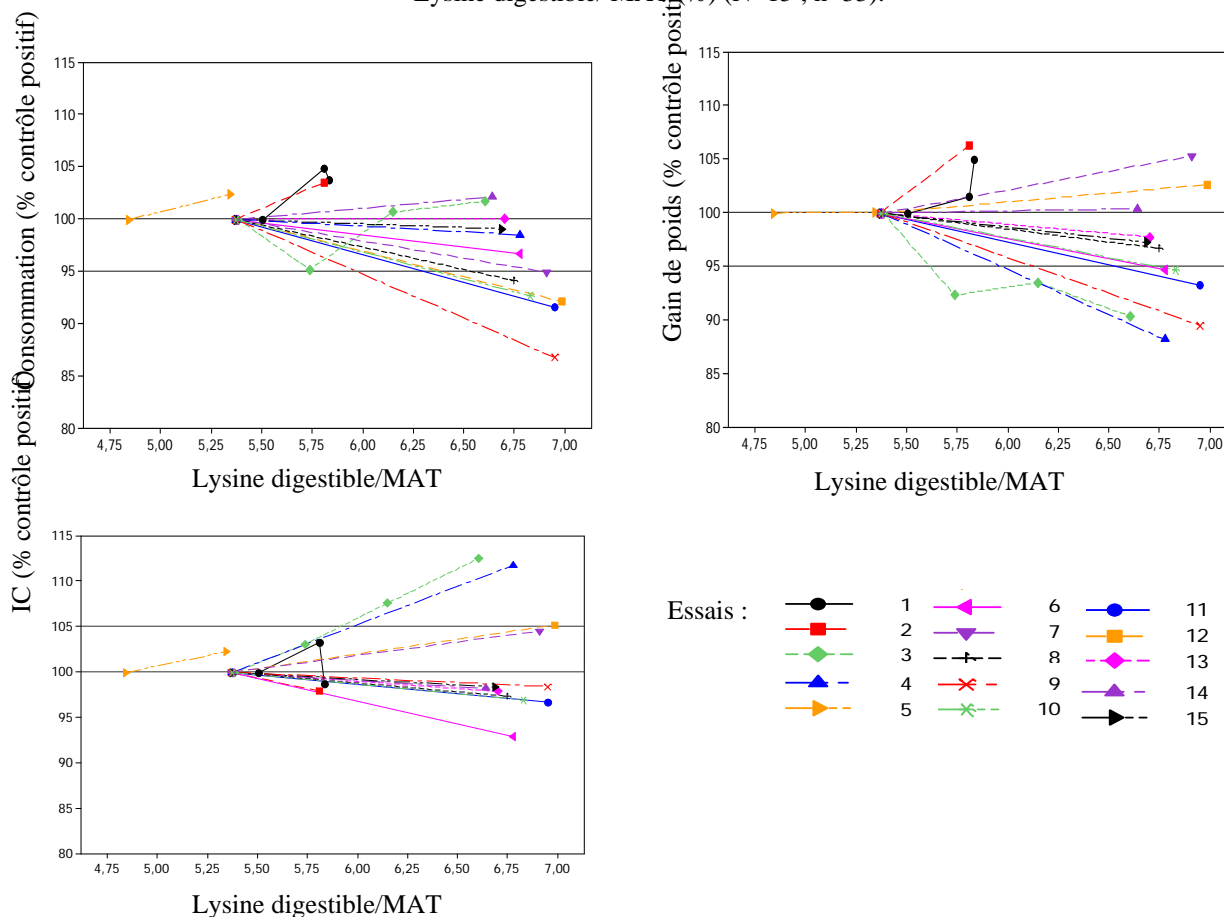 Lysine digestible/ MAT (%) (N=15 ; n=33).
Consommation (% contrôle positif)
115
110
105
100
95
90
85
80
4,75 5,00 5,25 5,50 5,75 6,00 6,25 6,50 6,75 7,00
Lysine digestible/MAT
Gain de poids (% contrôle positif)
115
110
105
100
95
90
85
80
4,75 5,00 5,25 5,50 5,75 6,00 6,25 6,50 6,75 7,00
Lysine digestible/MAT
IC (% contrôle positif)
115
110
105
100
95
90
85
80
4,75 5,00 5,25 5,50 5,75 6,00 6,25 6,50 6,75 7,00
Lysine digestible/MAT
Essais :
1 6 11
2 7 12
3 8 13
4 9 14
5 10 15